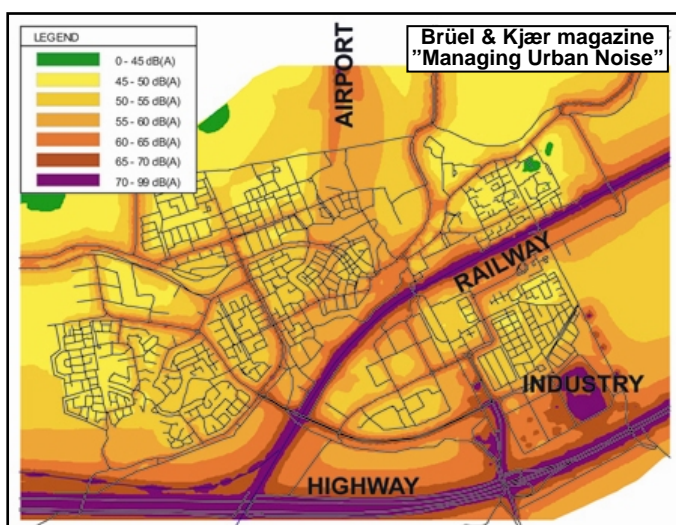 LEGEND
0 - 45 dB(A)
45 - 50 dB(A)
50 - 55 dB(A)
55 - 60 dB(A)
60 - 65 dB(A)
65 - 70 dB(A)
70 - 99 dB(A)
AIRPORT
Brüel & Kjær magazine
”Managing Urban Noise”
RAILWAY
INDUSTRY
HIGHWAY